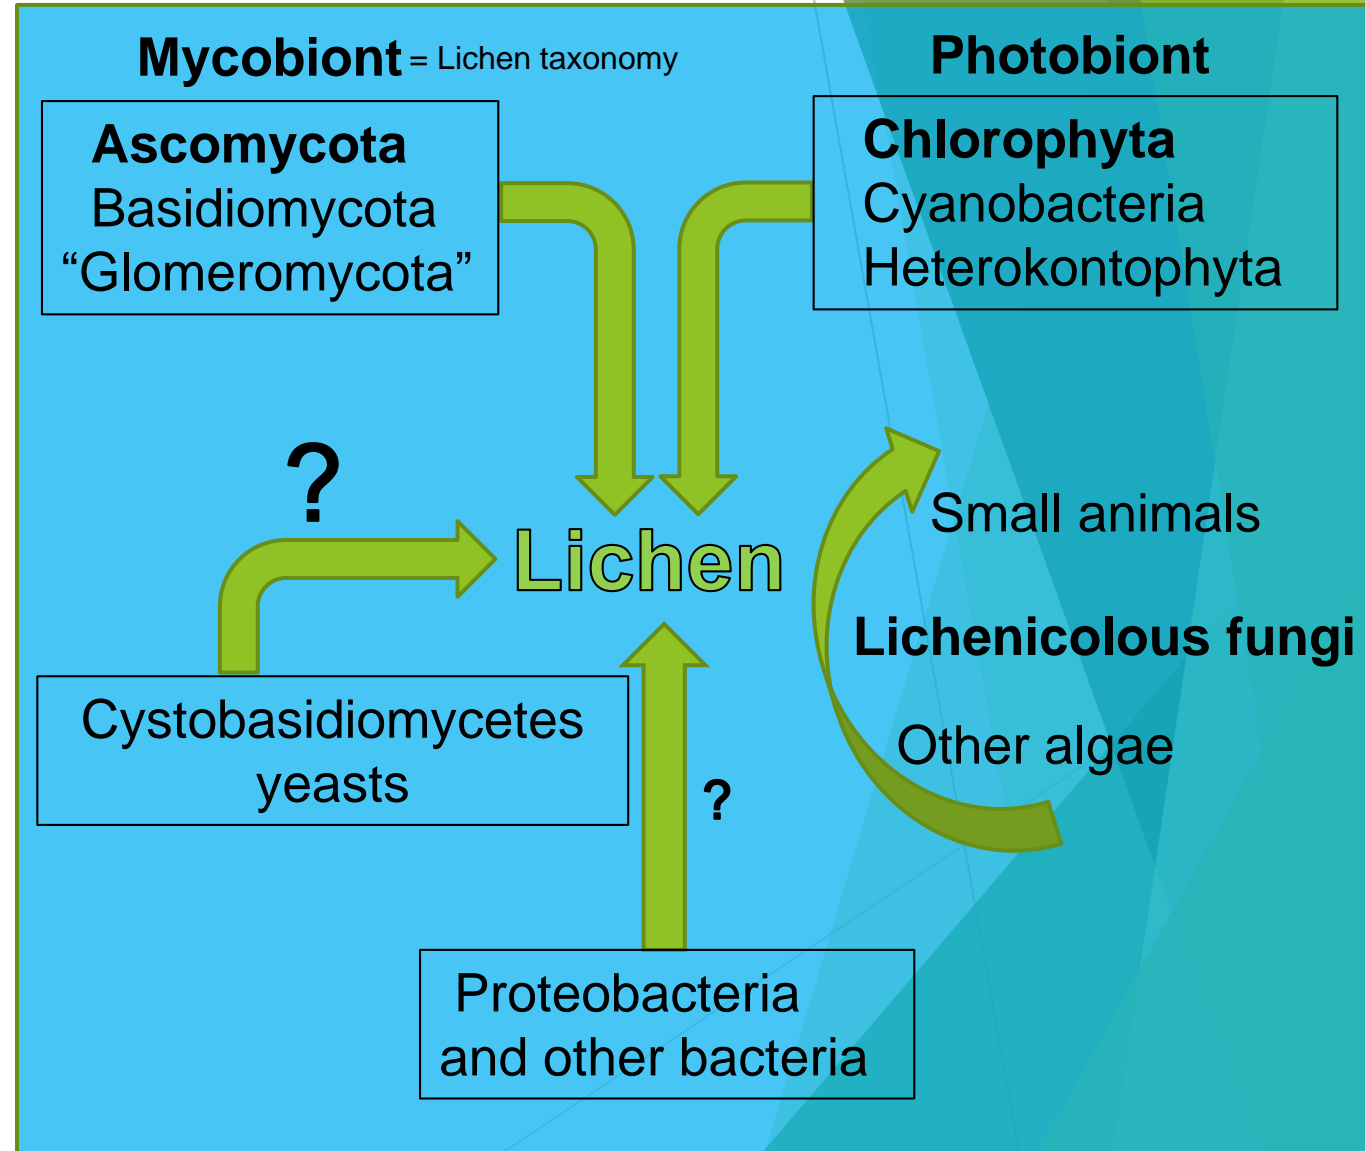 Mycobiont = Lichen taxonomy
Photobiont
Ascomycota
Basidiomycota
“Glomeromycota”
Chlorophyta
Cyanobacteria
Heterokontophyta
?
Lichen
Small animals
Lichenicolous fungi
Other algae
Cystobasidiomycetes
yeasts
?
Proteobacteria
and other bacteria